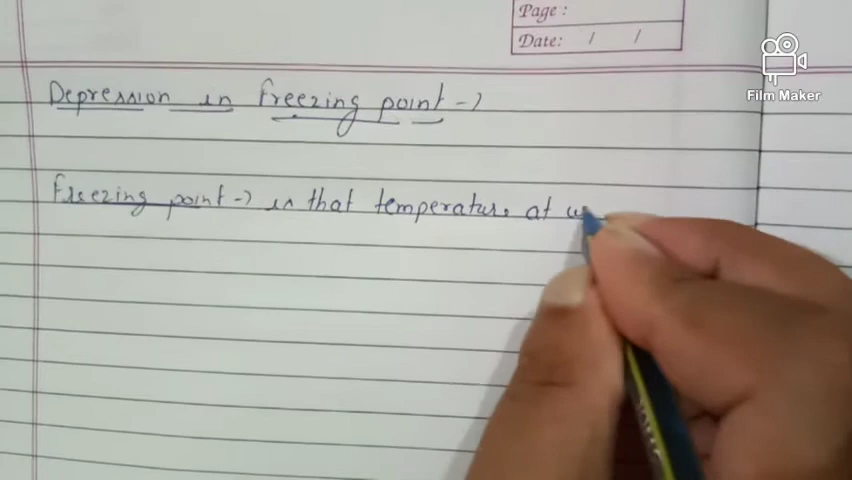 Page :
Date: / /
Film Maker
Depression in freezing point ->
freezing point -> is that temperature at w